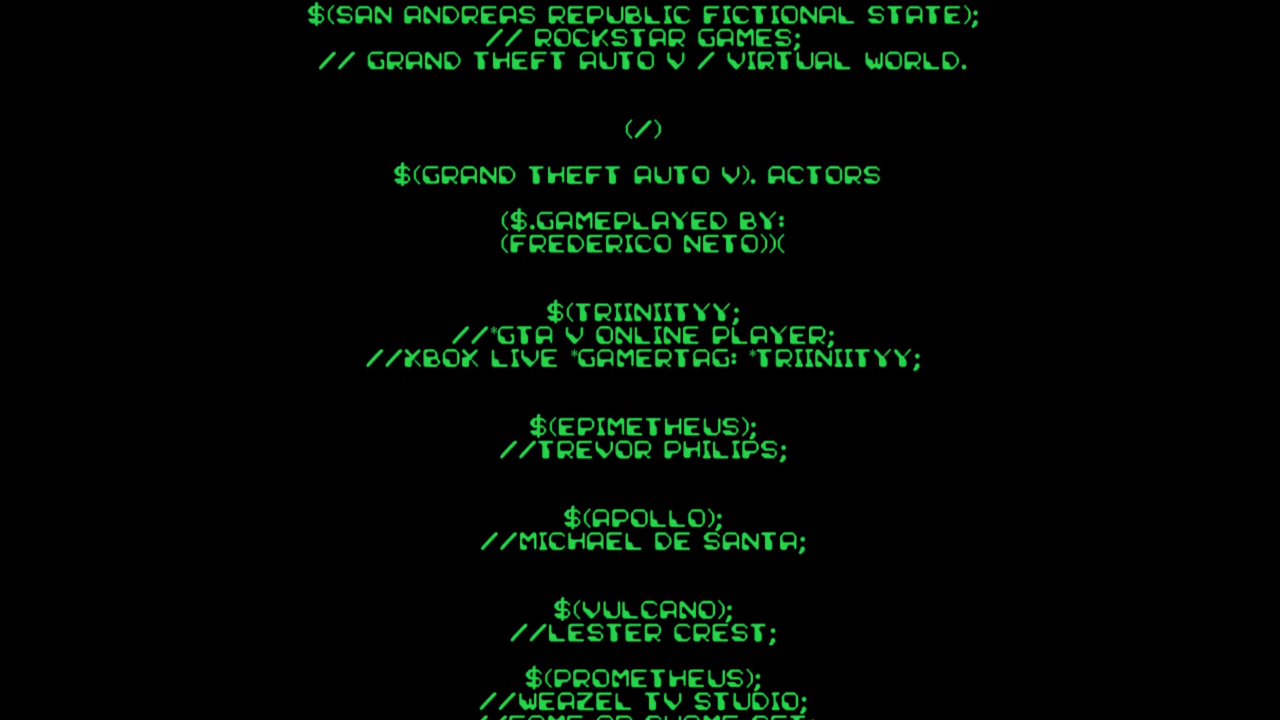 $(SAN ANDREAS REPUBLIC FICTIONAL STATE);
// ROCKSTAR GAMES;
// GRAND THEFT AUTO V / VIRTUAL WORLD.
(/)
$(GRAND THEFT AUTO V). ACTORS
($.GAMEPLAYED BY:
(FREDERICO NETO))(
$(TRIINIITYY;
//*GTA V ONLINE PLAYER;
//XBOX LIVE *GAMERTAG: *TRIINIITYY;
$(EPIMETHEUS);
//TREVOR PHILIPS;
$(APOLLO);
//MICHAEL DE SANTA;
$(VULCANO);
//LESTER CREST;
$(PROMETHEUS);
//WEAZEL TV STUDIO;